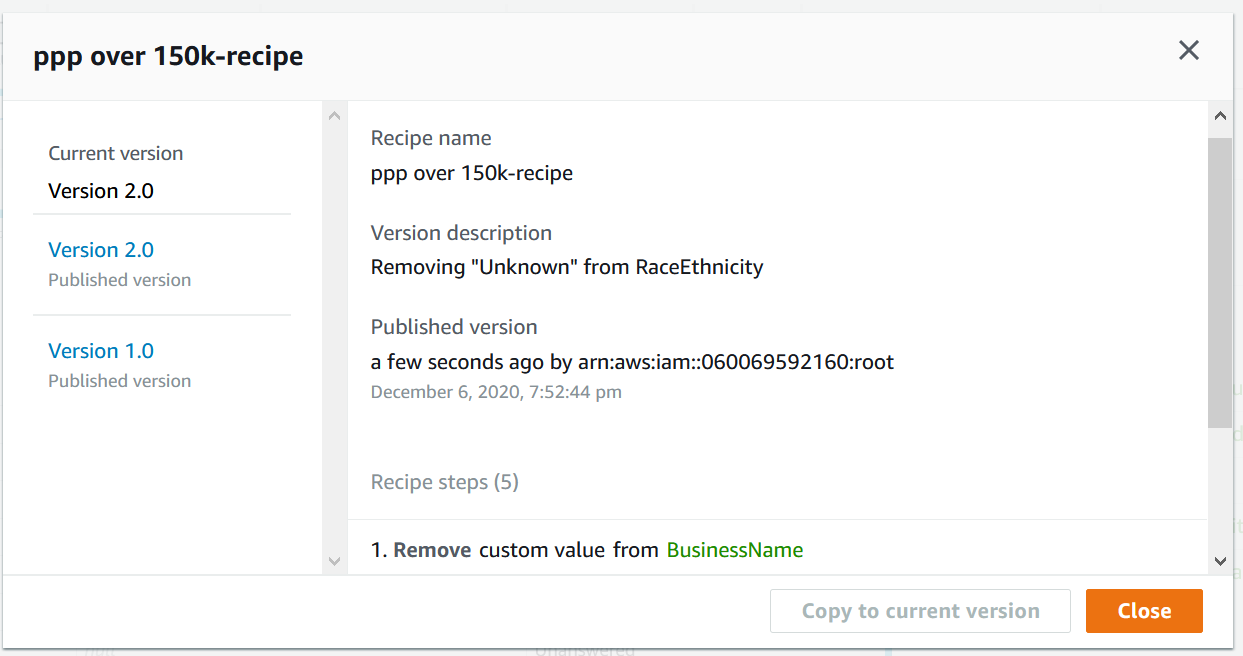 ppp over 150k-recipe
Current version
Version 2.0
Version 2.0
Published version
Version 1.0
Published version
Recipe name
ppp over 150k-recipe
Version description
Removing "Unknown" from RaceEthnicity
Published version
a few seconds ago by arn:aws:iam::060069592160:root
December 6, 2020, 7:52:44 pm
Recipe steps (5)
1. Remove custom value from BusinessName
Copy to current version
Close
null
Unanswered